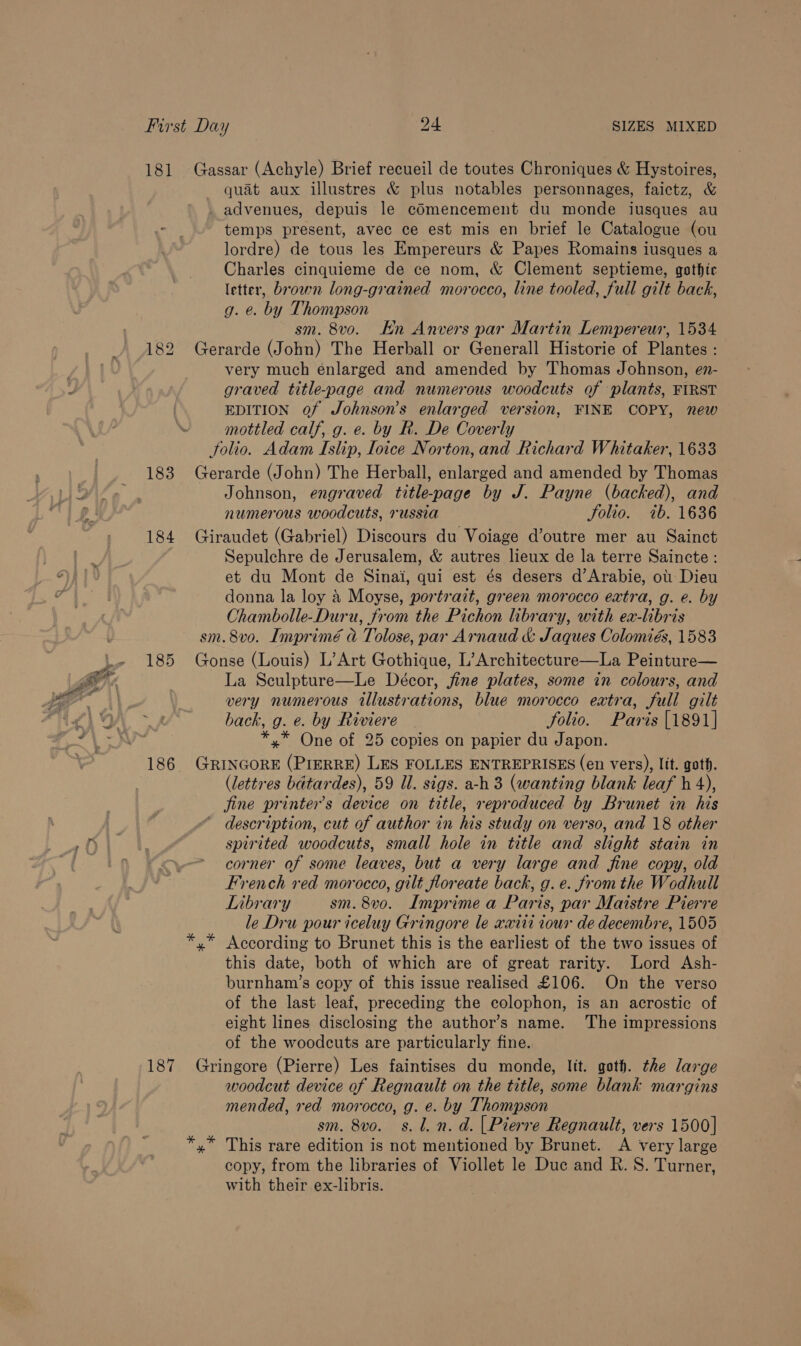 First Day 24 SIZES MIXED
181 Gassar (Achyle) Brief recueil de toutes Chroniques & Hystoires,
quāt aux illustres & plus notables personnages, faictz, &
advenues, depuis le cōmencement du monde iusques au
temps present, avec ce est mis en brief le Catalogue (ou
lordre) de tous les Empereurs & Papes Romains iusques a
Charles cinquieme de ce nom, & Clement septieme, gothic
letter, brown long-grained morocco, line tooled, full gilt back,
g. e. by Thompson
sm. 8vo. En Anvers par Martin Lempereur, 1534
182 Gerarde (John) The Herball or Generall Historie of Plantes :
very much enlarged and amended by Thomas Johnson, en-
graved title-page and numerous woodcuts of plants, FIRST
EDITION of Johnson's enlarged version, FINE COPY, new
mottled calf, g. e. by R. De Coverly
folio. Adam Islip, Ioice Norton, and Richard Whitaker, 1633
183 Gerarde (John) The Herball, enlarged and amended by Thomas
Johnson, engraved title-page by J. Payne (backed), and
numerous woodcuts, russia folio. ib. 1636
184 Giraudet (Gabriel) Discours du Voiage d'outre mer au Sainct
Sepulchre de Jerusalem, & autres lieux de la terre Saincte :
et du Mont de Sinai, qui est és desers d'Arabie, où Dieu
donna la loy à Moyse, portrait, green morocco extra, g. e. by
Chambolle-Duru, from the Pichon library, with ex-libris
sm. 8vo. Imprimé à Tolose, par Arnaud & Jaques Colomiés, 1583
185 Gonse (Louis) L'Art Gothique, L'Architecture—La Peinture—
La Sculpture—Le Décor, fine plates, some in colours, and
very numerous illustrations, blue morocco extra, full gilt
back, g. e. by Riviere folio. Paris [1891]
*** One of 25 copies on papier du Japon.
186 GRINGORE (PIERRE) LES FOLLES ENTREPRISES (en vers), lit. goth.
(lettres bâtardes), 59 ll. sigs. a-h 3 (wanting blank leaf h 4),
fine printer's device on title, reproduced by Brunet in his
description, cut of author in his study on verso, and 18 other
spirited woodcuts, small hole in title and slight stain in
corner of some leaves, but a very large and fine copy, old
French red morocco, gilt floreate back, g. e. from the Wodhull
Library sm. 8vo. Imprime a Paris, par Maistre Pierre
le Dru pour iceluy Gringore le xxiii iour de decembre, 1505
*** According to Brunet this is the earliest of the two issues of
this date, both of which are of great rarity. Lord Ash-
burnham's copy of this issue realised £106. On the verso
of the last leaf, preceding the colophon, is an acrostic of
eight lines disclosing the author's name. The impressions
of the woodcuts are particularly fine.
187 Gringore (Pierre) Les faintises du monde, lit. goth. the large
woodcut device of Regnault on the title, some blank margins
mended, red morocco, g. e. by Thompson
sm. 8vo. s. l. n. d. [Pierre Regnault, vers 1500]
*** This rare edition is not mentioned by Brunet. A very large
copy, from the libraries of Viollet le Duc and R. S. Turner,
with their ex-libris.